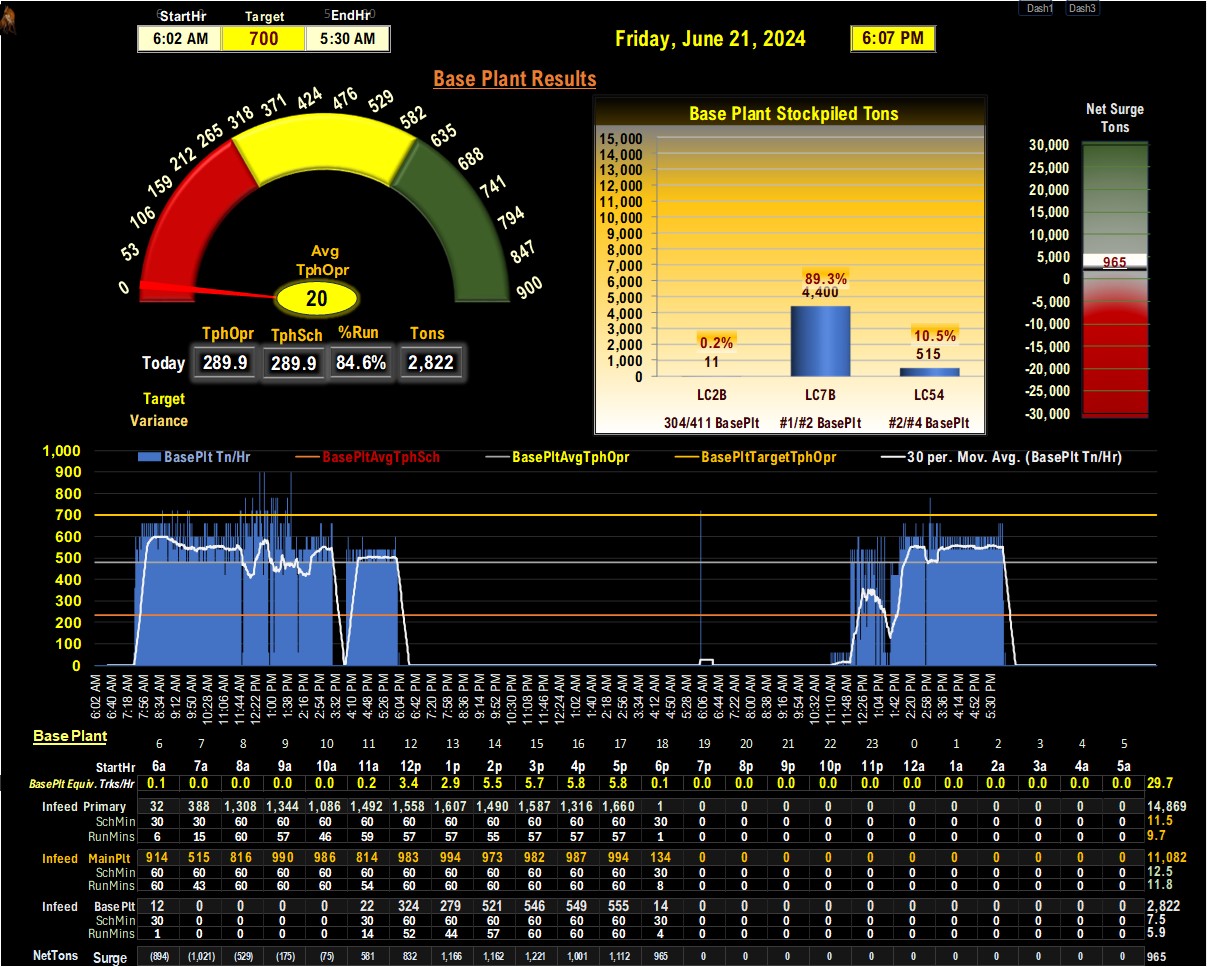 StartHr Target EndHr
6:02 AM 700 5:30 AM
Friday, June 21, 2024 6:07 PM
Dash1 Dash3
Base Plant Results
0 53 106 159 212 265 318 371 424 476 529 582 635 688 741 794 847 900
Avg
TphOpr
20
TphOpr TphSch %Run Tons
Today 289.9 289.9 84.6% 2,822
Target
Variance
Base Plant Stockpiled Tons
15,000
14,000
13,000
12,000
11,000
10,000
9,000
8,000
7,000
6,000
5,000
4,000
3,000
2,000
1,000
0
0.2% 89.3% 10.5%
11 4,400 515
LC2B LC7B LC54
304/411 BasePlt #1/#2 BasePlt #2/#4 BasePlt
Net Surge
Tons
30,000
25,000
20,000
15,000
10,000
5,000
0
-5,000
-10,000
-15,000
-20,000
-25,000
-30,000
965
BasePlt Tn/Hr BasePltAvgTphSch BasePltAvgTphOpr BasePltTargetTphOpr 30 per. Mov. Avg. (BasePlt Tn/Hr)
1,000
900
800
700
600
500
400
300
200
100
0
6:02 AM 6:40 AM 7:18 AM 7:56 AM 8:34 AM 9:12 AM 9:50 AM 10:28 AM 11:06 AM 11:44 AM 12:22 PM 1:00 PM 1:38 PM 2:16 PM 2:54 PM 3:32 PM 4:10 PM 4:48 PM 5:26 PM 6:04 PM 6:42 PM 7:20 PM 7:58 PM 8:36 PM 9:14 PM 9:52 PM 10:30 PM 11:08 PM 11:46 PM 12:24 AM 1:02 AM 1:40 AM 2:18 AM 2:56 AM 3:34 AM 4:12 AM 4:50 AM 5:28 AM 6:06 AM 6:44 AM 7:22 AM 8:00 AM 8:38 AM 9:16 AM 9:54 AM 10:32 AM 11:10 AM 11:48 AM 12:26 PM 1:04 PM 1:42 PM 2:20 PM 2:58 PM 3:36 PM 4:14 PM 4:52 PM 5:30 PM
Base Plant
6 7 8 9 10 11 12 13 14 15 16 17 18 19 20 21 22 23 0 1 2 3 4 5
StartHr 6a 7a 8a 9a 10a 11a 12p 1p 2p 3p 4p 5p 6p 7p 8p 9p 10p 11p 12a 1a 2a 3a 4a 5a
BasePlt Equiv. Trks/Hr 0.1 0.0 0.0 0.0 0.0 0.2 3.4 2.9 5.5 5.7 5.8 5.8 0.1 0.0 0.0 0.0 0.0 0.0 0.0 0.0 0.0 0.0 0.0 0.0 29.7
Infeed Primary 32 388 1,308 1,344 1,086 1,492 1,558 1,607 1,490 1,587 1,316 1,660 1 0 0 0 0 0 0 0 0 0 0 0 14,869
SchMin 30 30 60 60 60 60 60 60 60 60 60 60 30 0 0 0 0 0 0 0 0 0 0 0 11.5
RunMins 6 15 60 57 46 59 57 57 55 57 57 57 1 0 0 0 0 0 0 0 0 0 0 0 9.7
Infeed MainPlt 914 515 816 990 986 814 983 994 973 982 987 994 134 0 0 0 0 0 0 0 0 0 0 0 11,082
SchMin 60 60 60 60 60 60 60 60 60 60 60 60 30 0 0 0 0 0 0 0 0 0 0 0 12.5
RunMins 60 43 60 60 60 54 60 60 60 60 60 60 8 0 0 0 0 0 0 0 0 0 0 0 11.8
Infeed BasePlt 12 0 0 0 0 22 324 279 521 546 549 555 14 0 0 0 0 0 0 0 0 0 0 0 2,822
SchMin 30 0 0 0 0 30 60 60 60 60 60 60 30 0 0 0 0 0 0 0 0 0 0 0 7.5
RunMins 1 0 0 0 0 14 52 44 57 60 60 60 4 0 0 0 0 0 0 0 0 0 0 0 5.9
NetTons Surge (894) (1,021) (529) (175) (75) 581 832 1,166 1,162 1,221 1,001 1,112 965 0 0 0 0 0 0 0 0 0 0 0 965